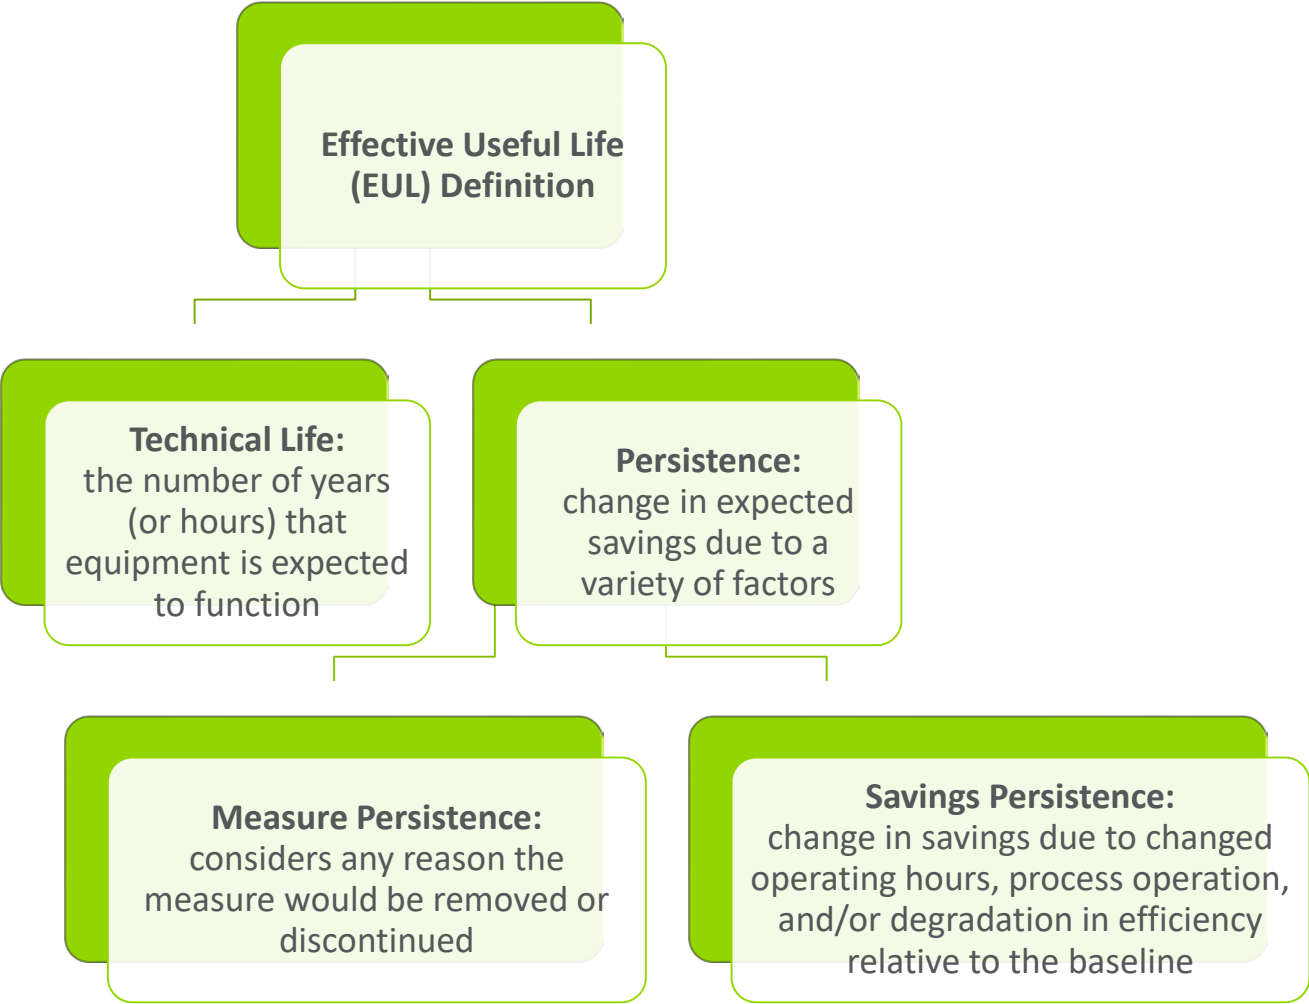 Effective Useful Life
(EUL) Definition
Technical Life:
the number of years
(or hours) that
equipment is expected
to function
Persistence:
change in expected
savings due to a
variety of factors
Measure Persistence:
considers any reason the
measure would be removed or
discontinued
Savings Persistence:
change in savings due to changed
operating hours, process operation,
and/or degradation in efficiency
relative to the baseline